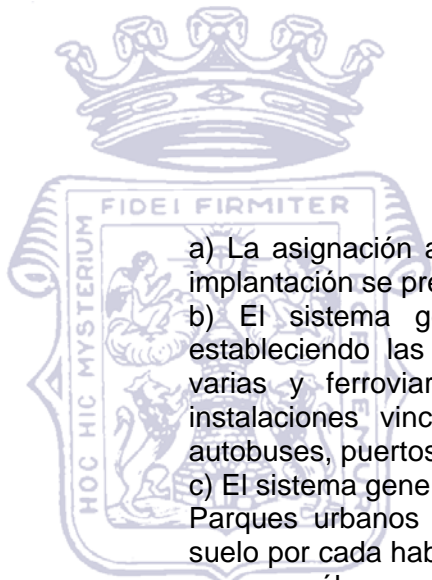 FIDEI FIRMITER
HOC HIC MYSTERIUM
a) La asignación a
implantación se pre
b) El sistema g
estableciendo las
varias y ferroviar
instalaciones vinc
autobuses, puertos
c) El sistema gene
Parques urbanos
suelo por cada hab